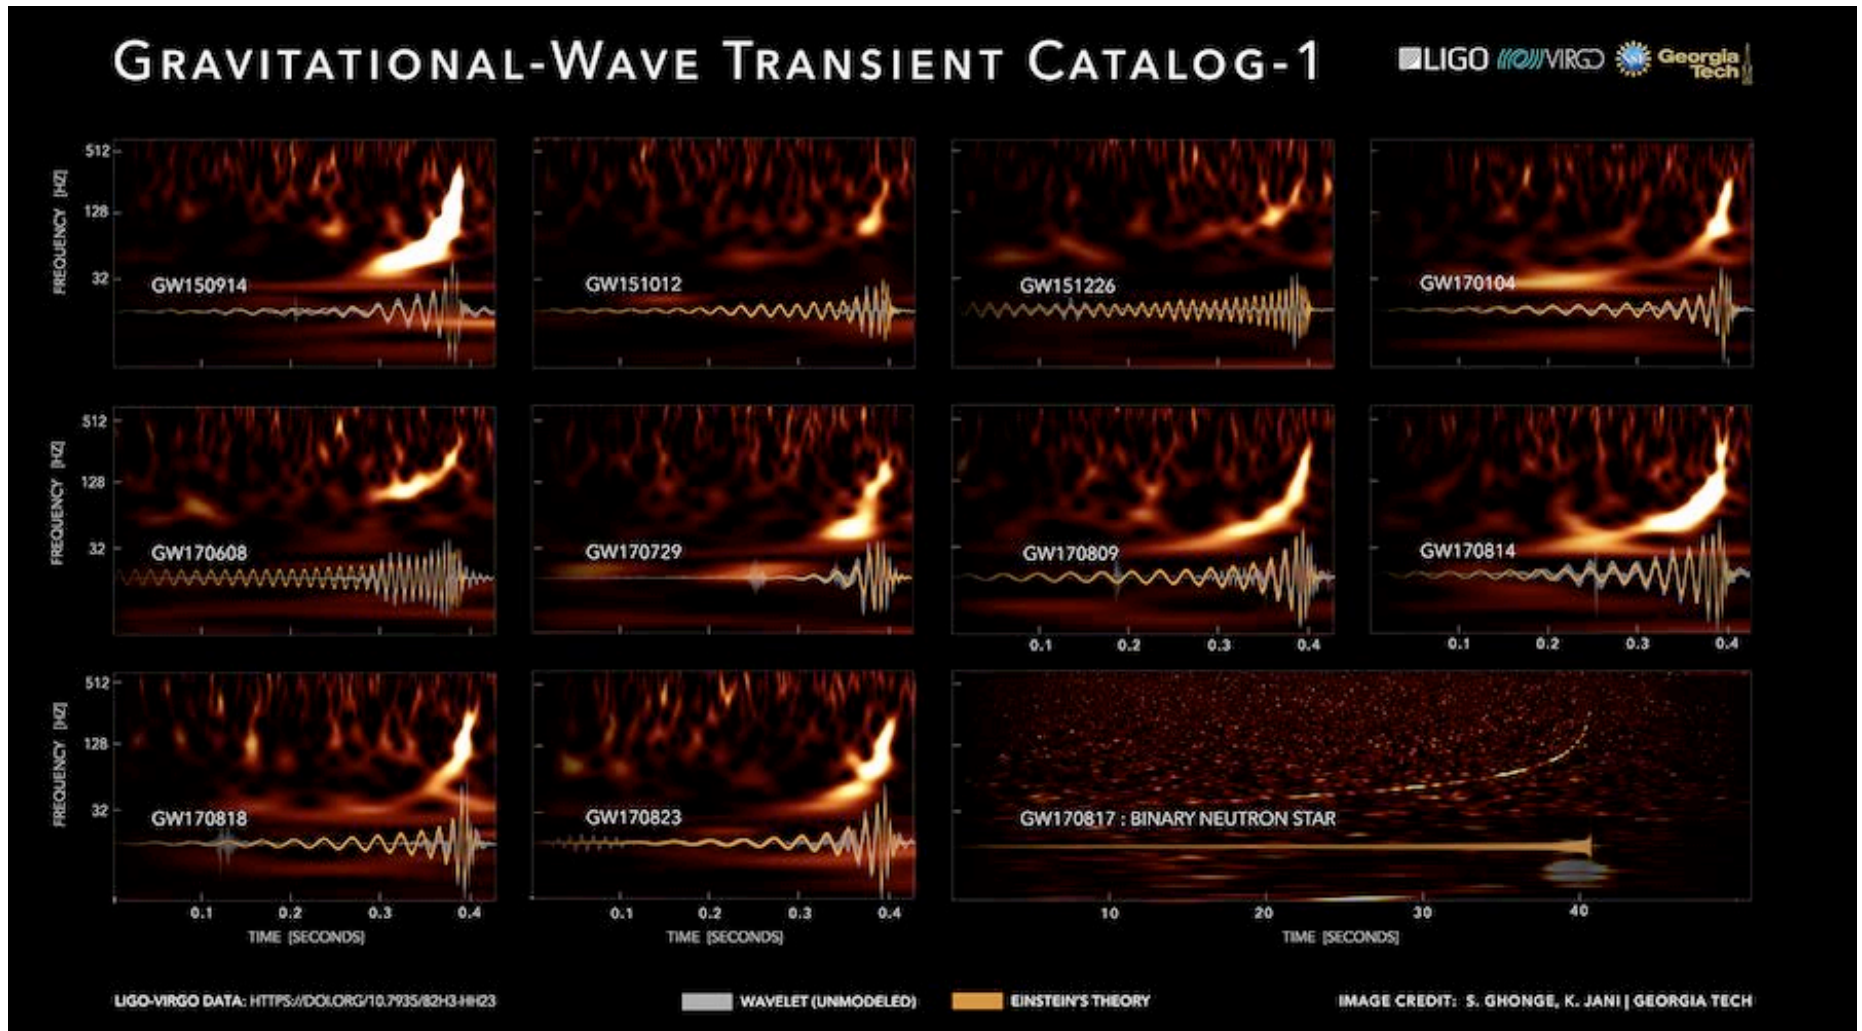 GRAVITATIONAL-WAVE TRANSIENT CATALOG-1
LIGO VIRGO NSF Georgia Tech
FREQUENCY [HZ]
512
128
32
GW150914
GW151012
GW151226
GW170104
FREQUENCY [HZ]
512
128
32
GW170608
GW170729
GW170809
GW170814
0.1 0.2 0.3 0.4
0.1 0.2 0.3 0.4
FREQUENCY [HZ]
512
128
32
GW170818
GW170823
GW170817 : BINARY NEUTRON STAR
0.1 0.2 0.3 0.4
0.1 0.2 0.3 0.4
10 20 30 40
TIME [SECONDS]
TIME [SECONDS]
TIME [SECONDS]
LIGO-VIRGO DATA: HTTPS://DOI.ORG/10.7935/82H3-HH23
WAVELET (UNMODELED)
EINSTEIN'S THEORY
IMAGE CREDIT: S. GHONGE, K. JANI | GEORGIA TECH